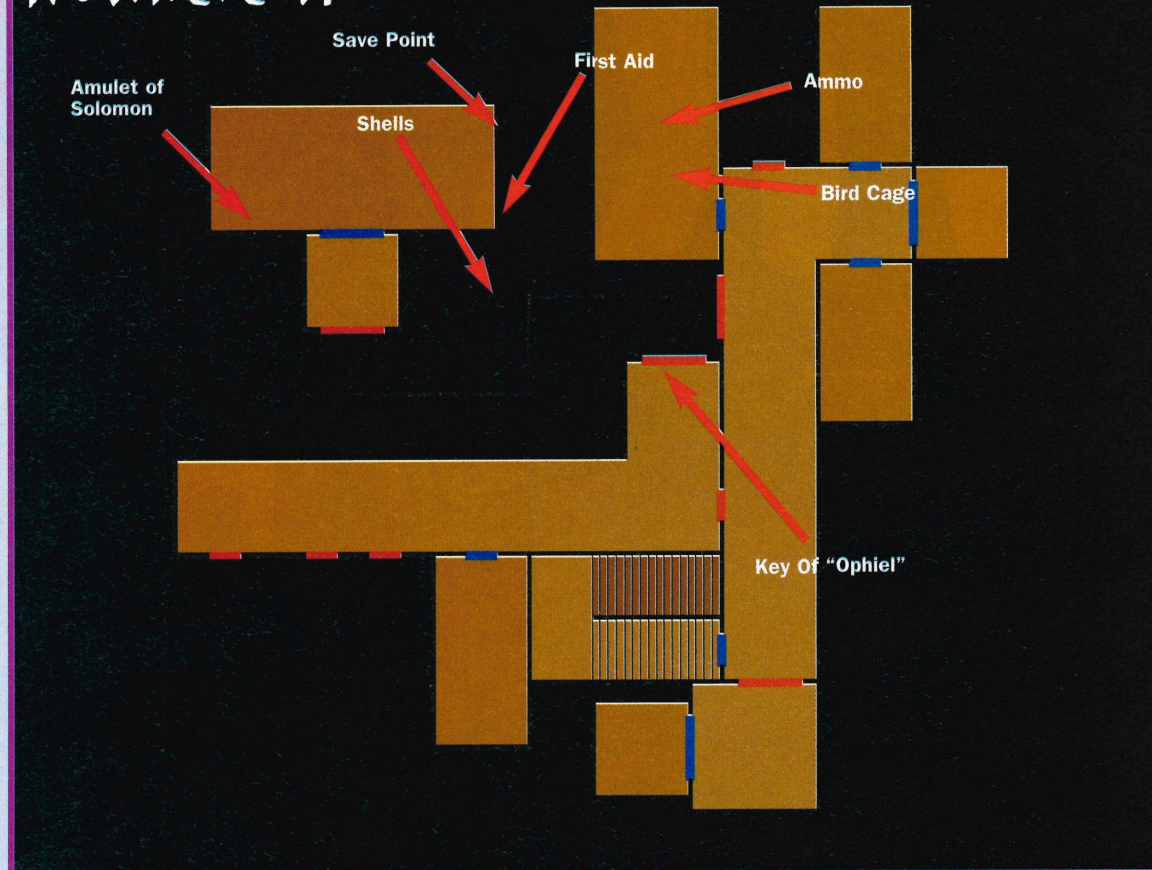 Save Point
First Aid
Amulet of
Solomon
Ammo
Shells
Bird Cage
Key Of “Ophiel”